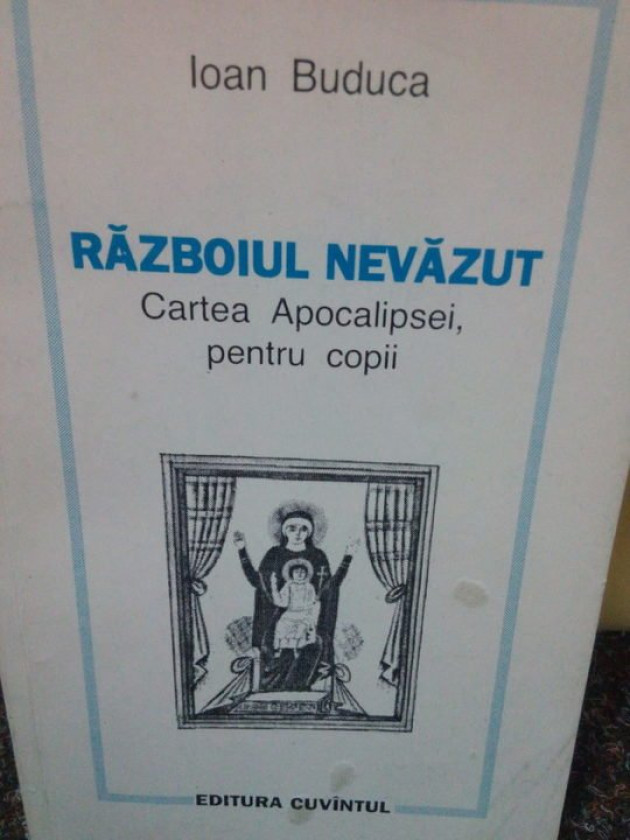 Ioan Buduca
RĂZBOIUL NEVĂZUT
Cartea Apocalipsei,
pentru copii
EDITURA CUVÎNTUL